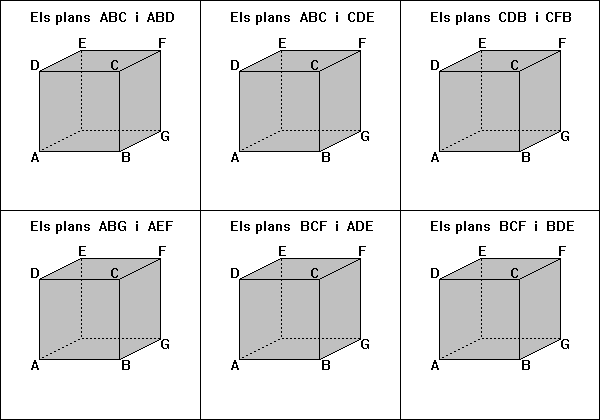 Els plans ABC i ABD
E F
D C
A B G
Els plans ABC i CDE
E F
D C
A B G
Els plans CDB i CFB
E F
D C
A B G
Els plans ABG i AEF
E F
D C
A B G
Els plans BCF i ADE
E F
D C
A B G
Els plans BCF i BDE
E F
D C
A B G